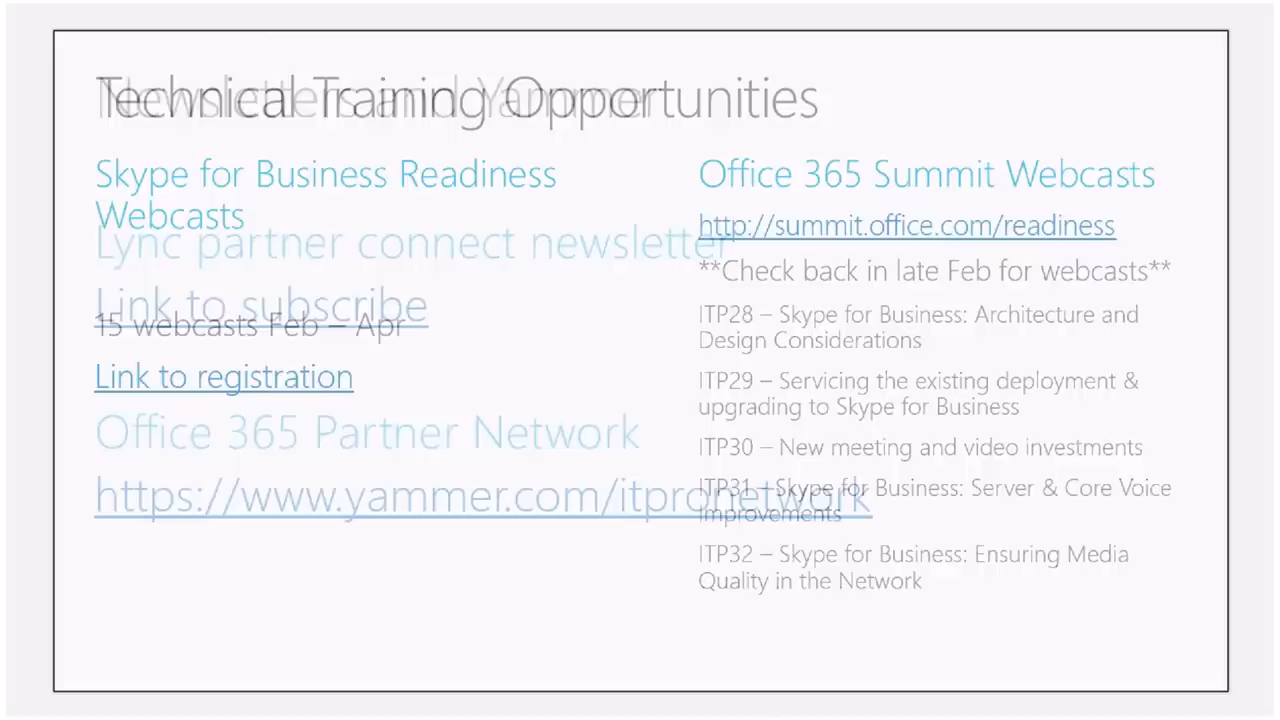 Technical Training Opportunities
Newsletters and Yammer
Skype for Business Readiness
Webcasts
Lync partner connect newsletter
Link to subscribe
15 webcasts Feb – Apr
Link to registration
Office 365 Partner Network
https://www.yammer.com/itpronetwork
Office 365 Summit Webcasts
http://summit.office.com/readiness
**Check back in late Feb for webcasts**
ITP28 – Skype for Business: Architecture and
Design Considerations
ITP29 – Servicing the existing deployment &
upgrading to Skype for Business
ITP30 – New meeting and video investments
ITP31 – Skype for Business: Server & Core Voice
Improvements
ITP32 – Skype for Business: Ensuring Media
Quality in the Network